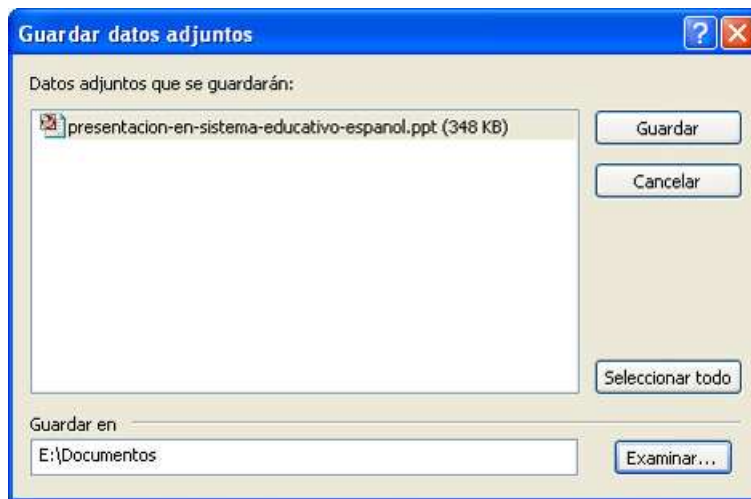 Guardar datos adjuntos
Datos adjuntos que se guardarán:
presentacion-en-sistema-educativo-espanol.ppt (348 KB)
Guardar
Cancelar
Seleccionar todo
Guardar en
E:\Documentos
Examinar...